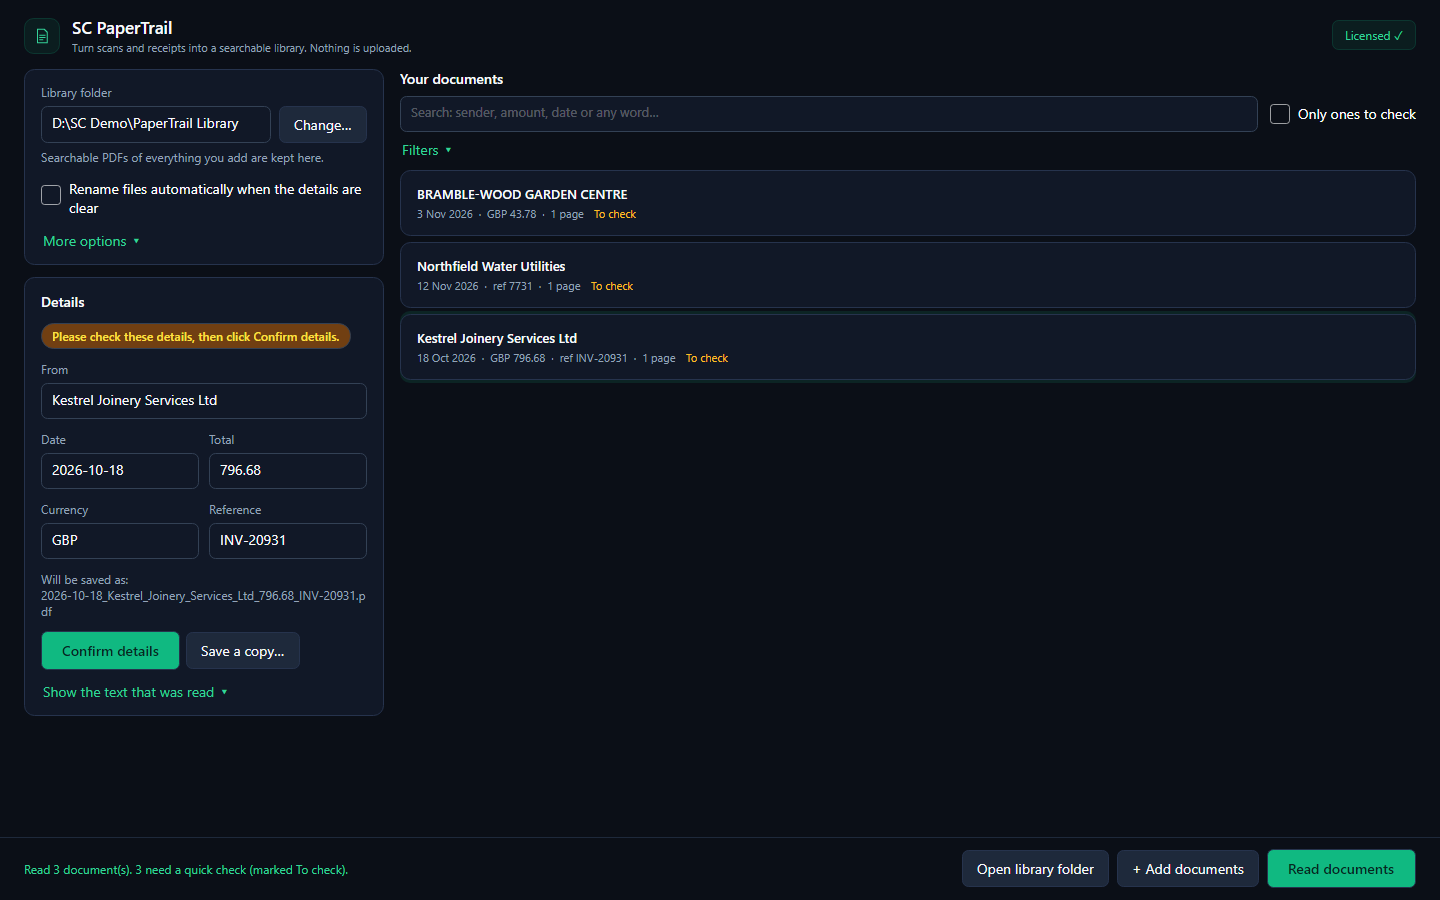 SC PaperTrail
Turn scans and receipts into a searchable library. Nothing is uploaded.
Licensed ✓
Library folder
D:\SC Demo\PaperTrail Library
Change...
Searchable PDFs of everything you add are kept here.
Rename files automatically when the details are
clear
More options ▾
Details
Please check these details, then click Confirm details.
From
Kestrel Joinery Services Ltd
Date
Total
2026-10-18
796.68
Currency
Reference
GBP
INV-20931
Will be saved as:
2026-10-18_Kestrel_Joinery_Services_Ltd_796.68_INV-20931.p
df
Confirm details
Save a copy...
Show the text that was read ▾
Your documents
Search: sender, amount, date or any word...
Only ones to check
Filters ▾
BRAMBLE-WOOD GARDEN CENTRE
3 Nov 2026 · GBP 43.78 · 1 page To check
Northfield Water Utilities
12 Nov 2026 · ref 7731 · 1 page To check
Kestrel Joinery Services Ltd
18 Oct 2026 · GBP 796.68 · ref INV-20931 · 1 page To check
Read 3 document(s). 3 need a quick check (marked To check).
Open library folder
+ Add documents
Read documents